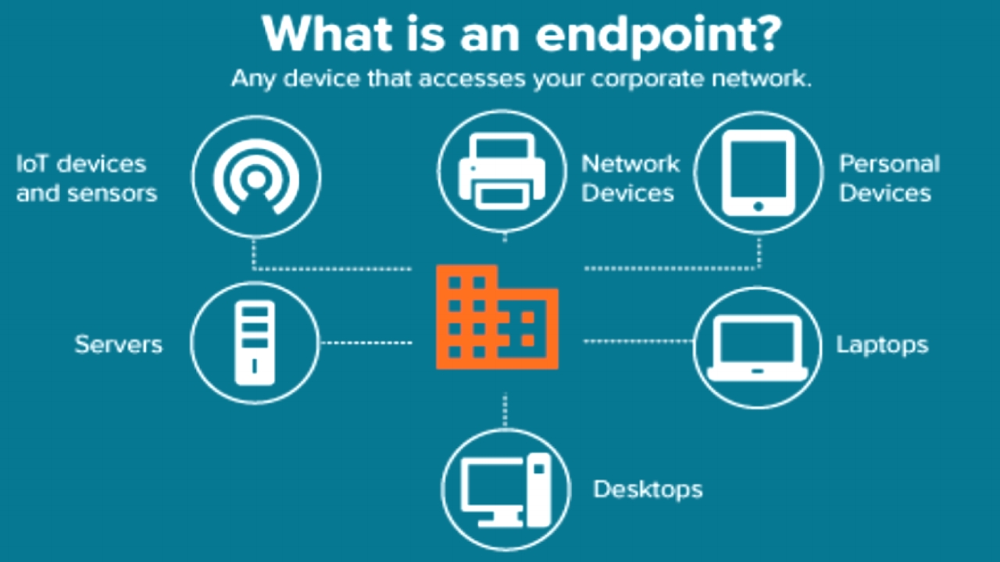 What is an endpoint?
Any device that accesses your corporate network.
IoT devices
and sensors
Network
Devices
Personal
Devices
Servers
Laptops
Desktops